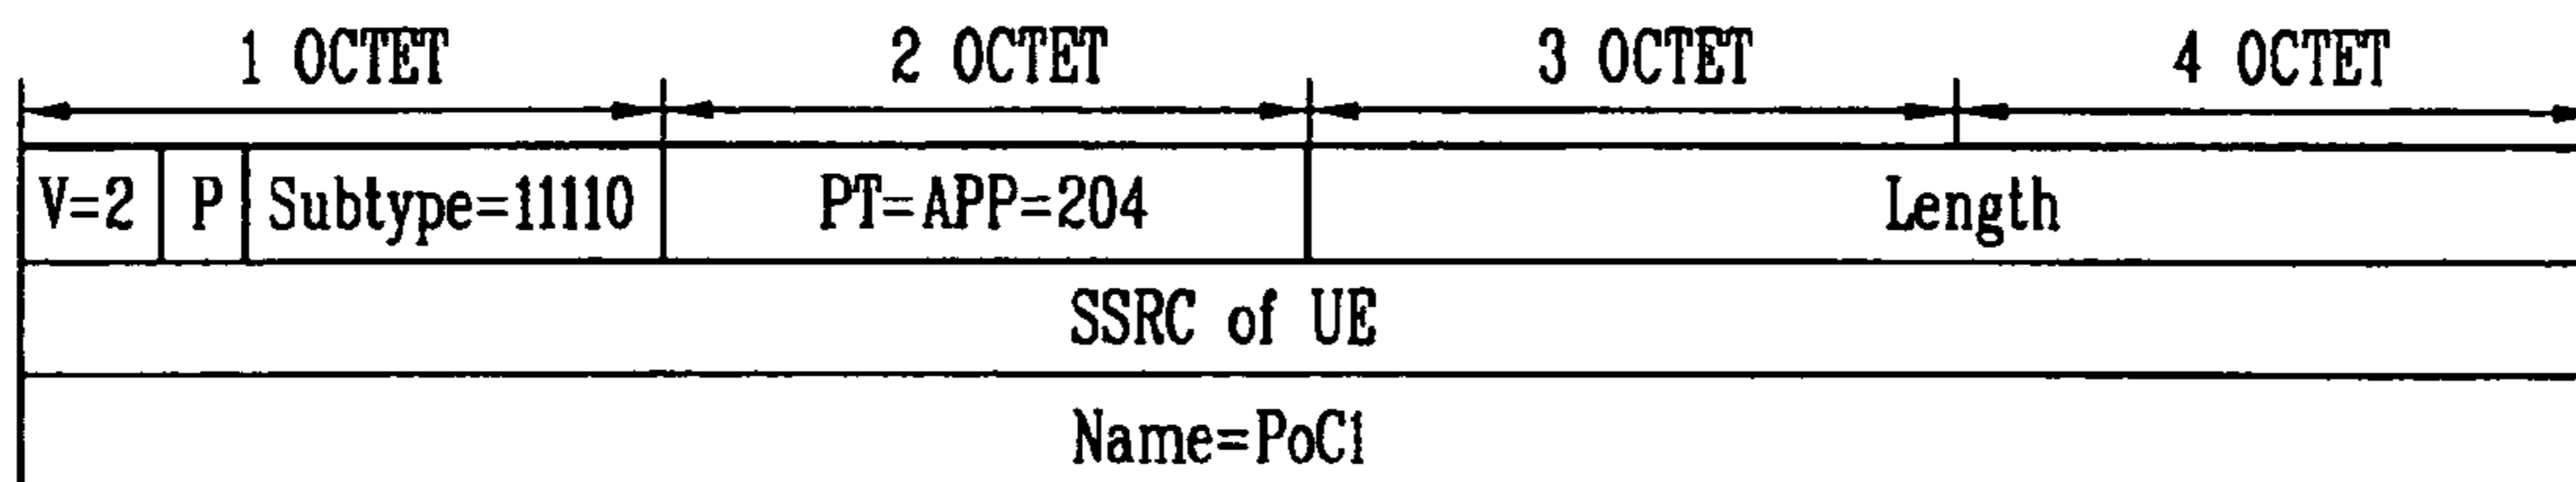 1 OCTET 2 OCTET 3 OCTET 4 OCTET
V=2 P Subtype=11110 PT=APP=204 Length
SSRC of UE
Name=PoC1